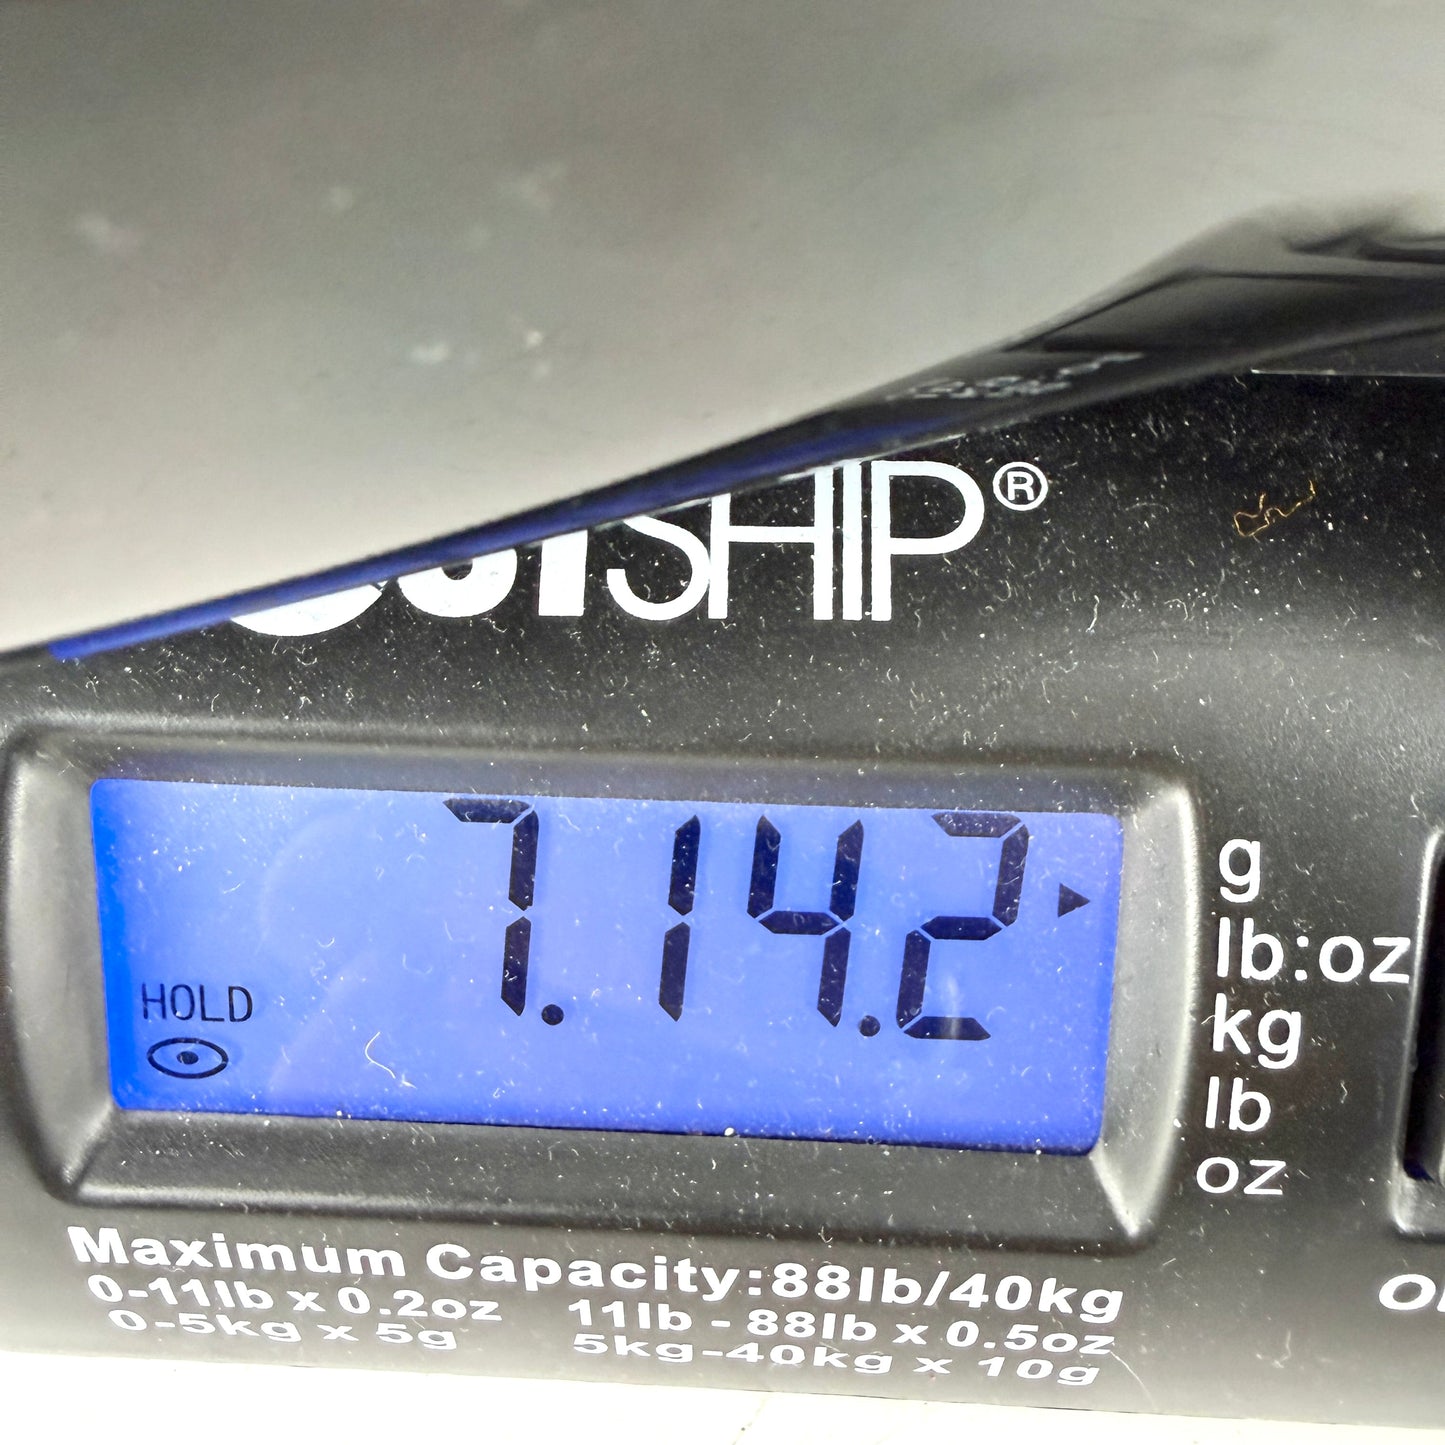 SHIP®
7.14.2
g
lb:oz
kg
lb
oz
HOLD
Maximum Capacity:88lb/40kg
0-11lb x 0.2oz 11lb - 88lb x 0.5oz
0-5kg x 5g 5kg-40kg x 10g